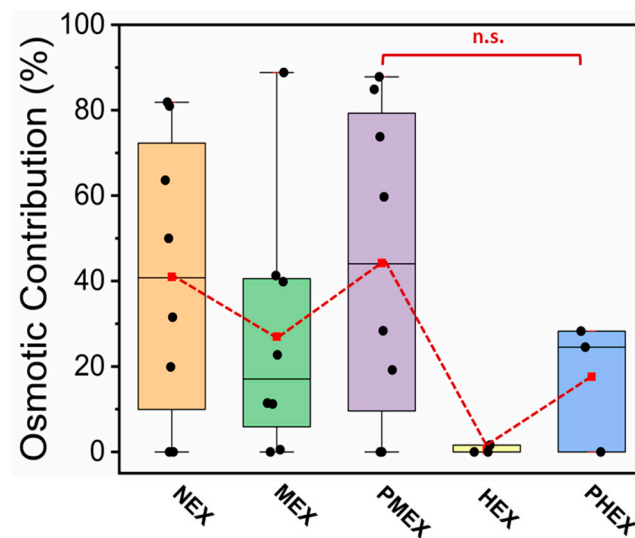 n.s.
Osmotic Contribution (%)
100
80
60
40
20
0
NEX
MEX
PMEX
HEX
PHEX